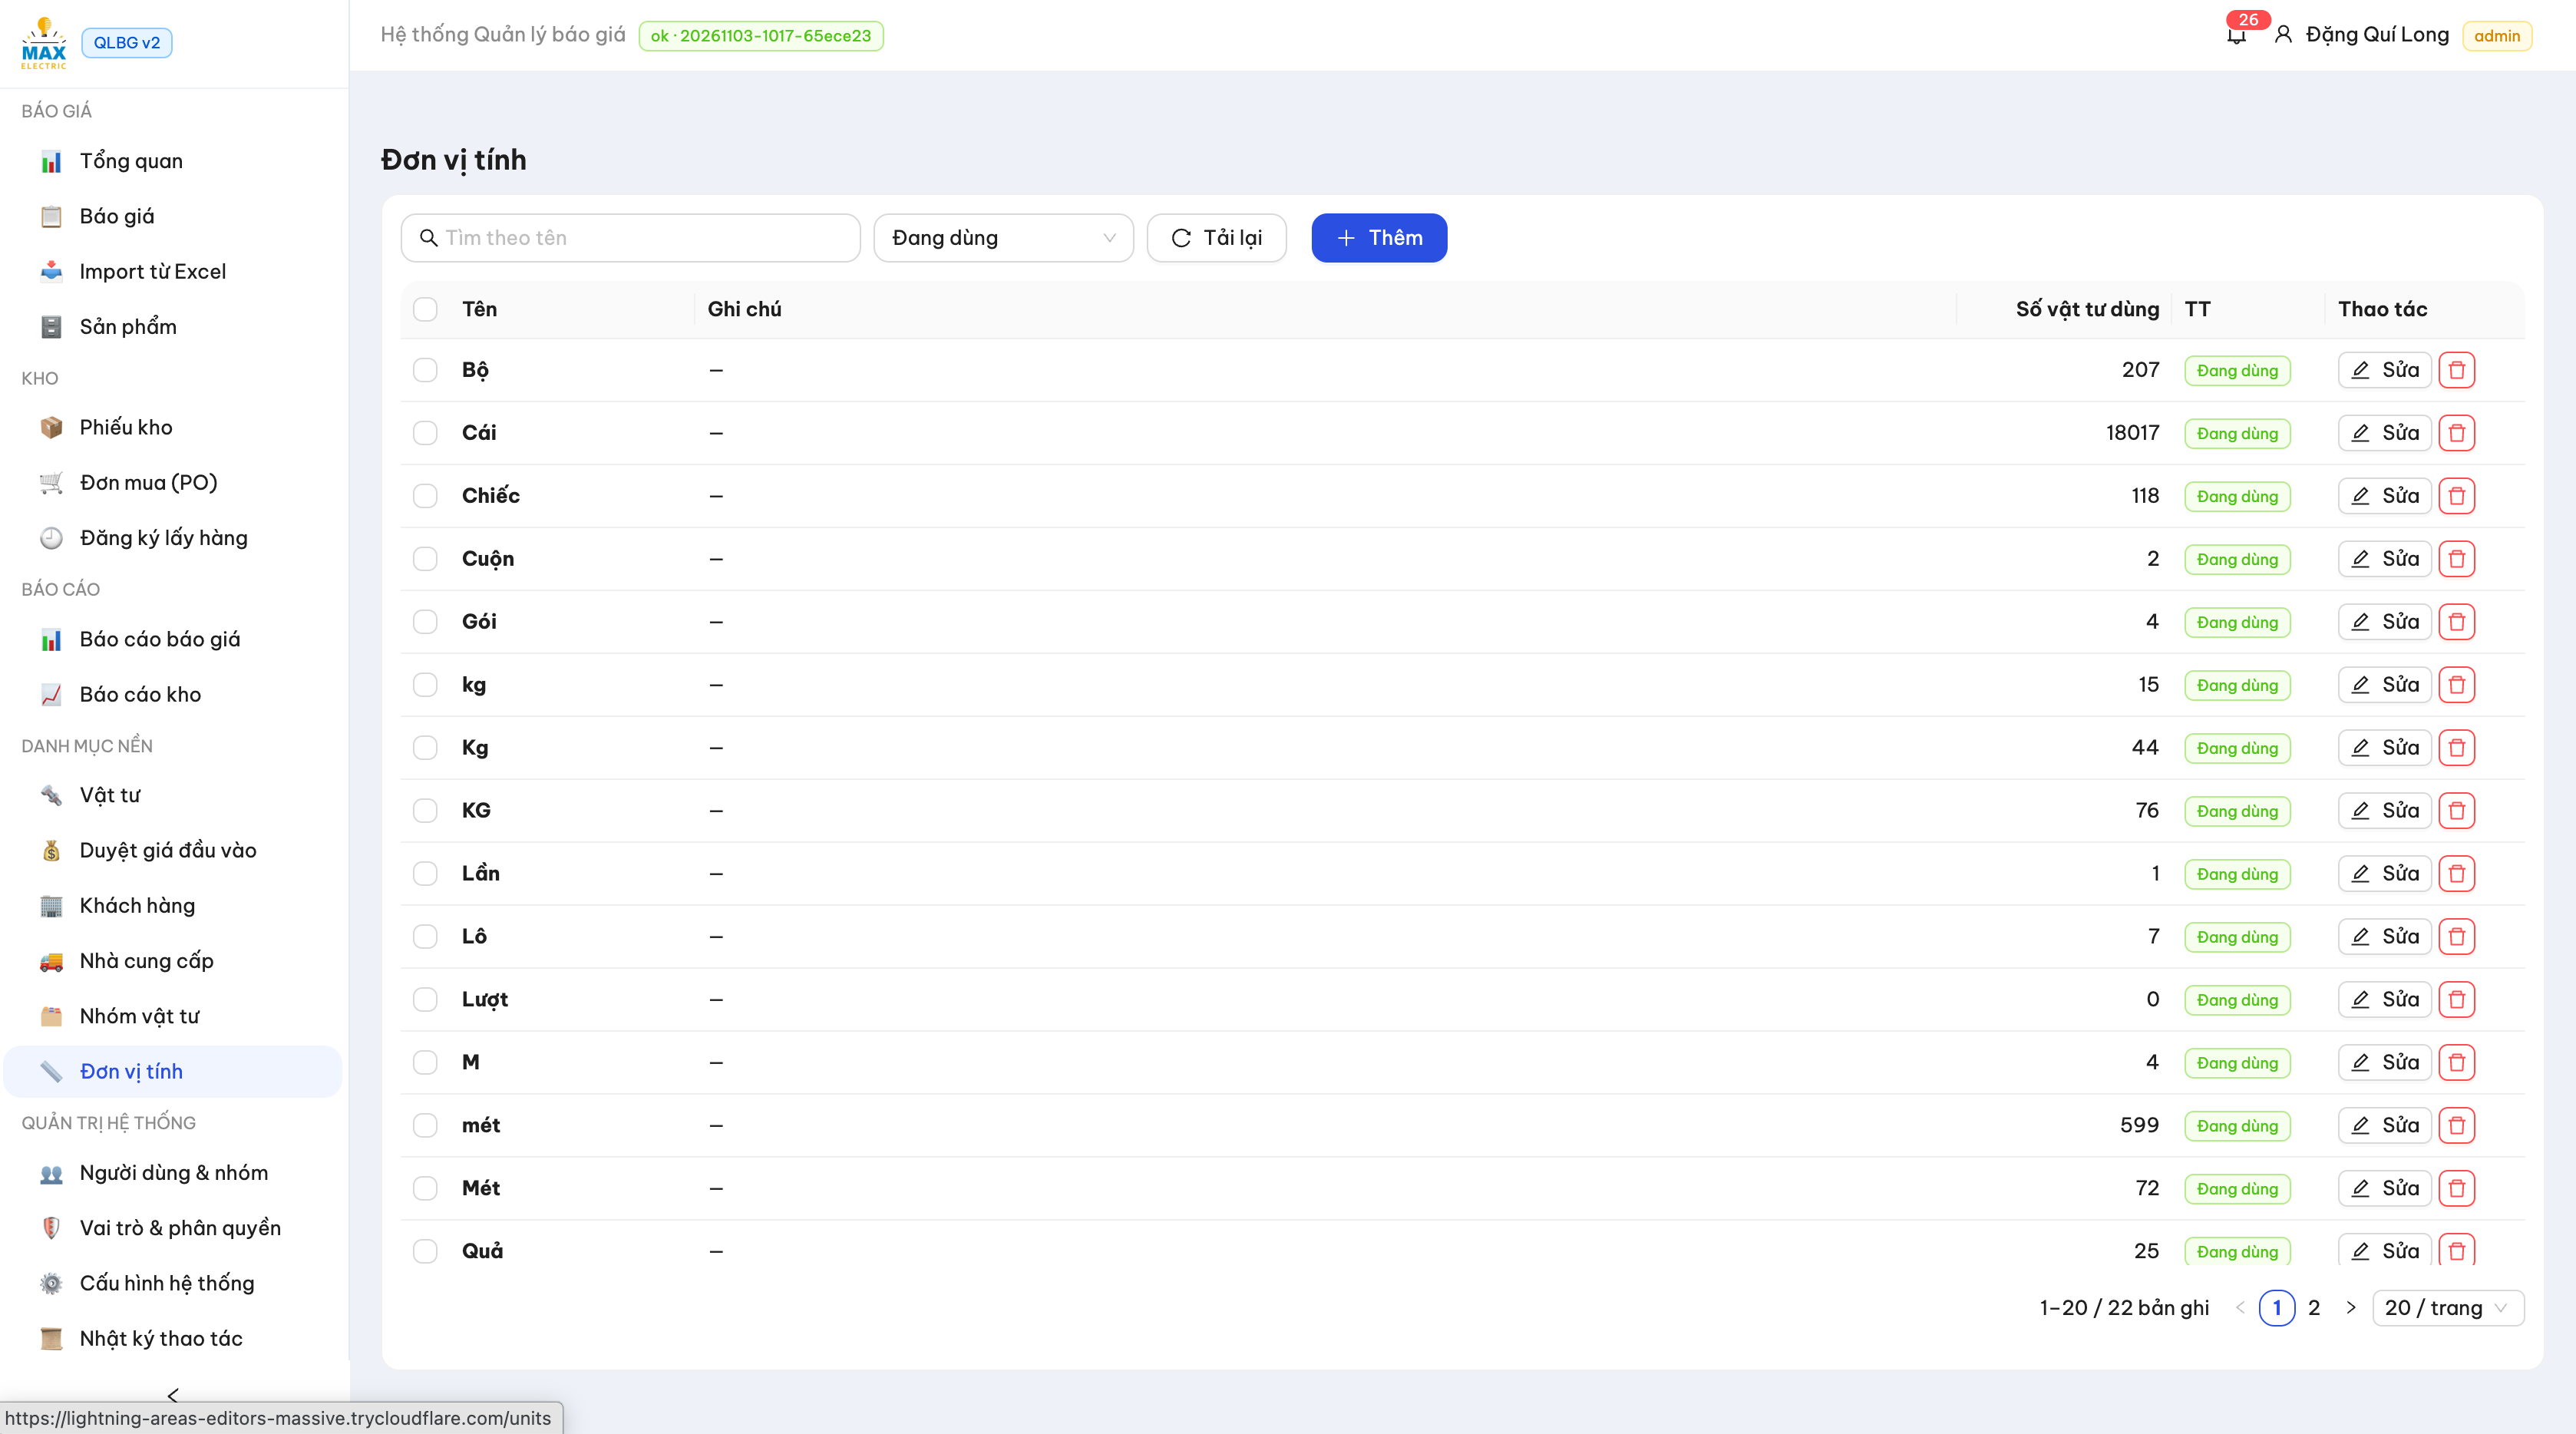 MAX
ELECTRIC
QLBG v2
Hệ thống Quản lý báo giá
ok · 20261103-1017-65ece23
26
Đặng Quí Long
admin
BÁO GIÁ
Tổng quan
Báo giá
Import từ Excel
Sản phẩm
KHO
Phiếu kho
Đơn mua (PO)
Đăng ký lấy hàng
BÁO CÁO
Báo cáo báo giá
Báo cáo kho
DANH MỤC NỀN
Vật tư
Duyệt giá đầu vào
Khách hàng
Nhà cung cấp
Nhóm vật tư
Đơn vị tính
QUẢN TRỊ HỆ THỐNG
Người dùng & nhóm
Vai trò & phân quyền
Cấu hình hệ thống
Nhật ký thao tác
https://lightning-areas-editors-massive.trycloudflare.com/units
Đơn vị tính
Tìm theo tên Đang dùng Tải lại + Thêm
Tên Ghi chú Số vật tư dùng TT Thao tác
Bộ — 207 Đang dùng Sửa
Cái — 18017 Đang dùng Sửa
Chiếc — 118 Đang dùng Sửa
Cuộn — 2 Đang dùng Sửa
Gói — 4 Đang dùng Sửa
kg — 15 Đang dùng Sửa
Kg — 44 Đang dùng Sửa
KG — 76 Đang dùng Sửa
Lần — 1 Đang dùng Sửa
Lô — 7 Đang dùng Sửa
Lượt — 0 Đang dùng Sửa
M — 4 Đang dùng Sửa
mét — 599 Đang dùng Sửa
Mét — 72 Đang dùng Sửa
Quả — 25 Đang dùng Sửa
1–20 / 22 bản ghi < 1 2 > 20 / trang